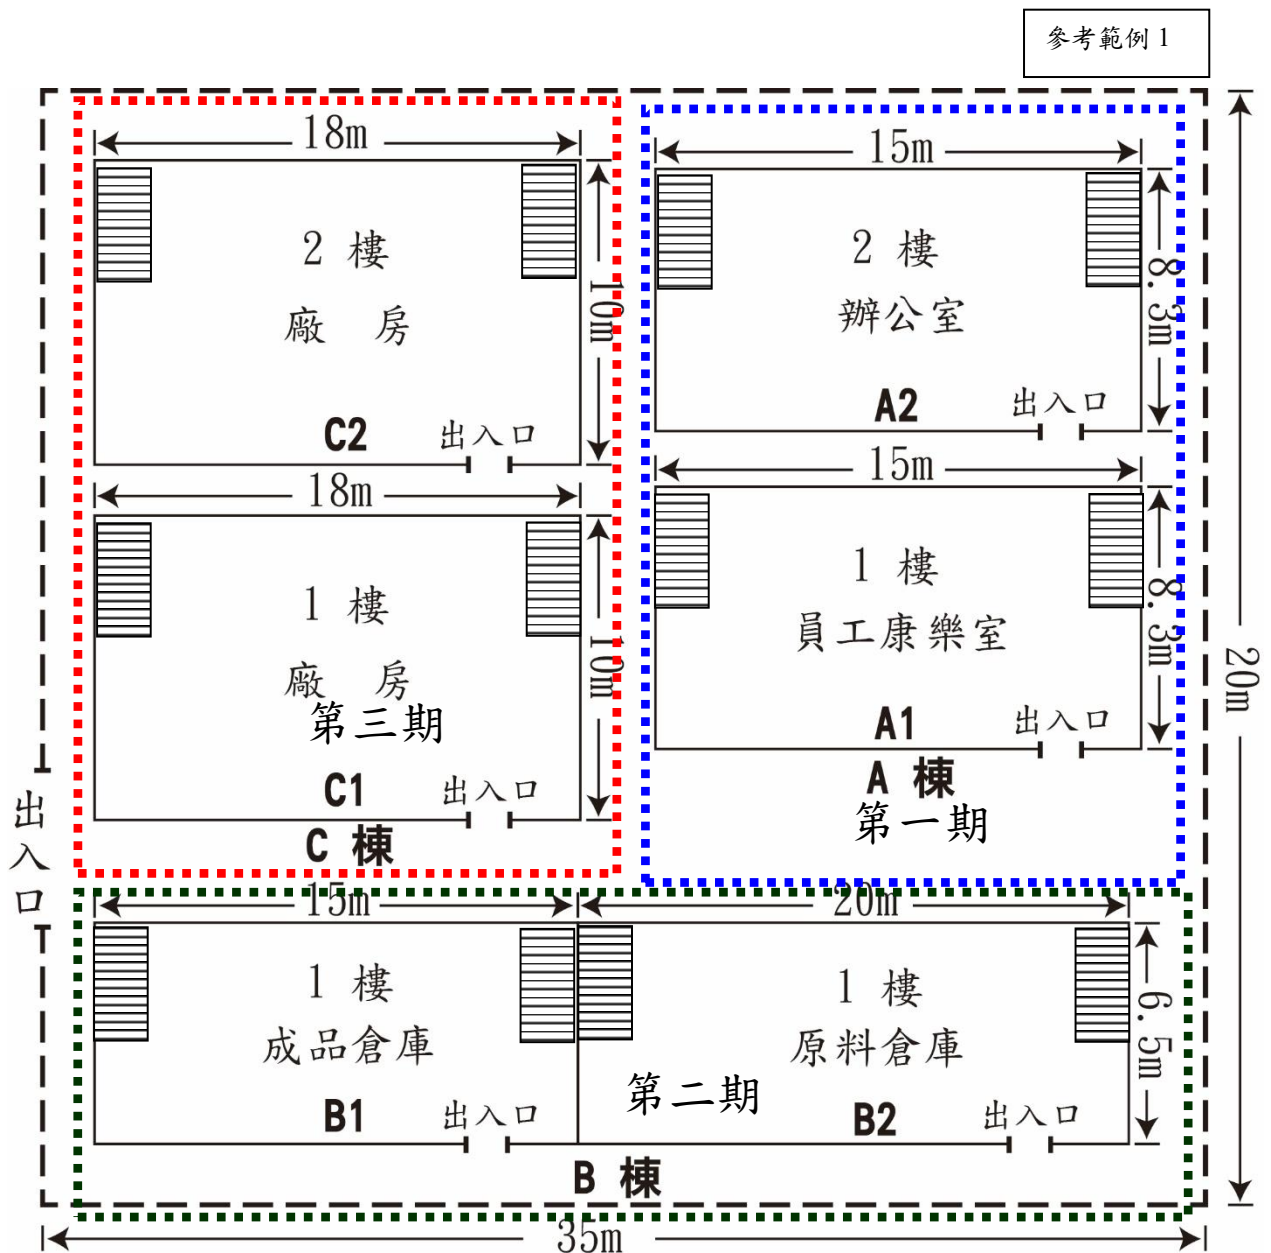 參考範例 1
18m
2 樓
廠 房
C2
出入口
10m
15m
2 樓
辦公室
A2
出入口
8.3m
18m
1 樓
廠 房
第三期
C1
出入口
10m
C 棟
15m
1 樓
員工康樂室
A1
出入口
8.3m
A 棟
第一期
20m
出入口
15m
1 樓
成品倉庫
B1
出入口
20m
1 樓
原料倉庫
第二期
B2
出入口
6.5m
B 棟
35m